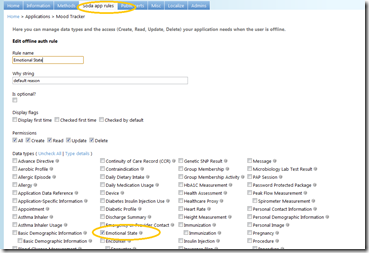 Home Information Methods Soda app rules Publishers Misc Localize Admins
Home » Applications » Mood Tracker
Here you can manage data types and the access (Create, Read, Update, Delete) your application needs when the user is offline.
Edit offline auth rule
Rule name
Emotional State
Why string
default reason
Is optional?
Display flags
Display first time Checked first time Checked by default
Permissions
All Create Read Update Delete
Data types ( Uncheck All | Type details )
Advance Directive Continuity of Care Record (CCR) Genetic SNP Result Message
Aerobic Profile Contraindication Group Membership Microbiology Lab Test Result
Allergic Episode Daily Dietary Intake Group Membership Activity PAP Session
Allergy Daily Medication Usage HbA1C Measurement Password Protected Package
Application Data Reference Device Health Assessment Peak Flow Measurement
Application-Specific Information Diabetes Insulin Injection Use Healthcare Proxy Spirometer Measurement
Appointment Diabetic Profile Heart Rate Personal Contact Information
Asthma Inhaler Discharge Summary Height Measurement Personal Demographic Information
Asthma Inhaler Usage Emergency or Provider Contact Immunization Personal Image
Basic Demographic Information Emotional State Immunization Pregnancy
Basic Demographic Information Encounter Insulin Injection Procedure